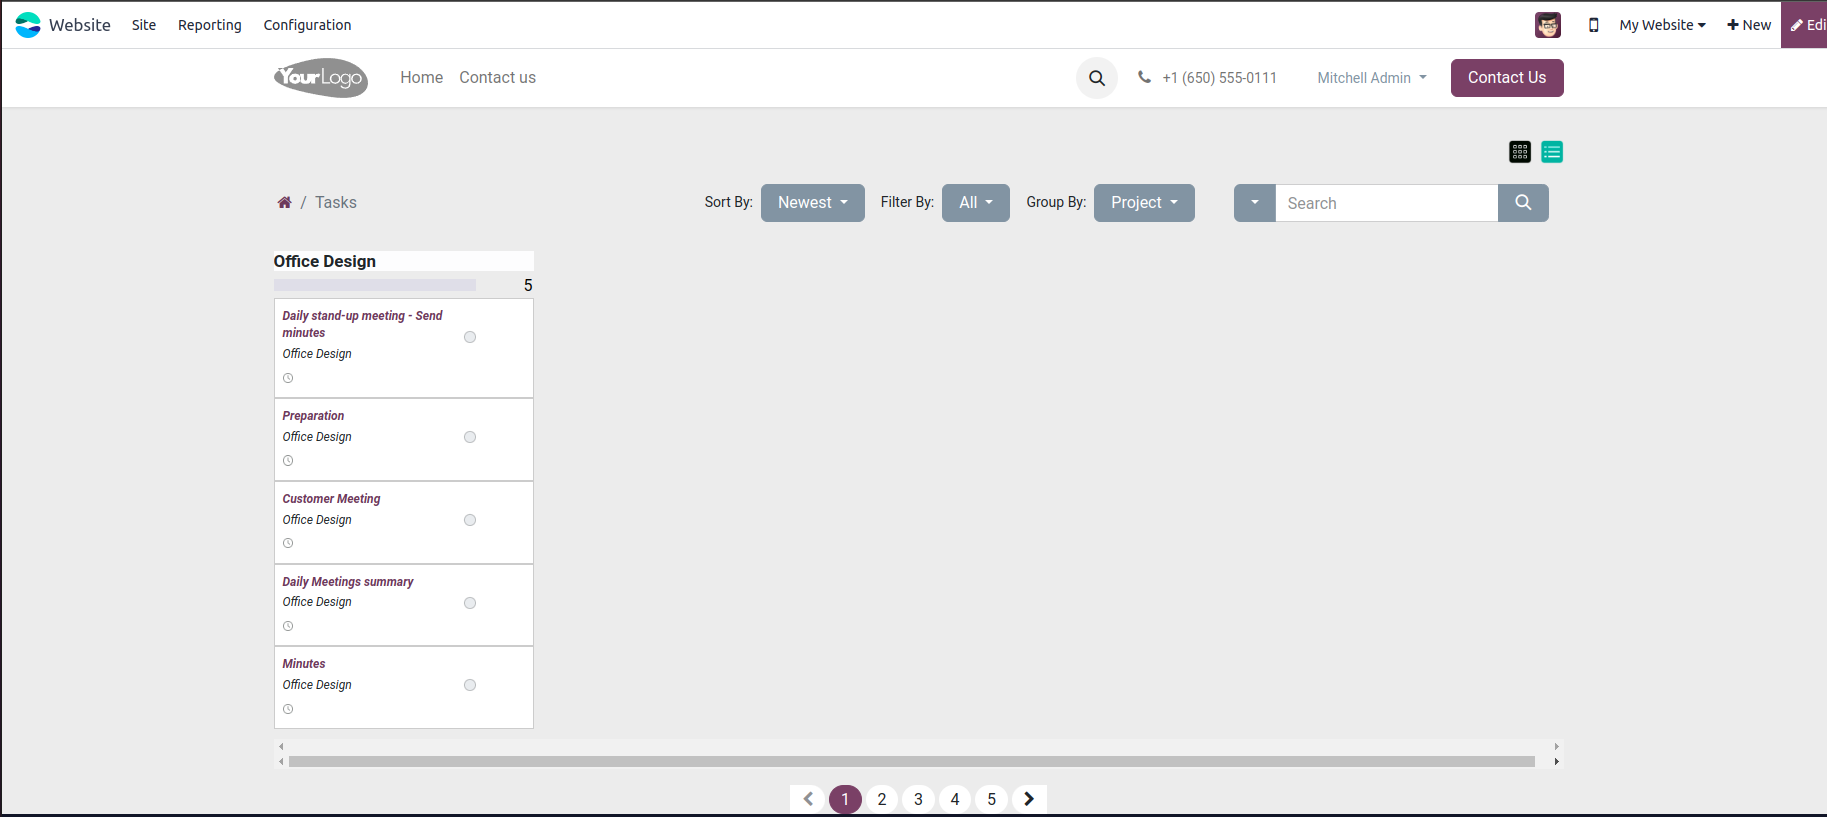 Website Site Reporting Configuration My Website New Edi
YourLogo Home Contact us +1 (650) 555-0111 Mitchell Admin Contact Us
/ Tasks Sort By: Newest Filter By: All Group By: Project Search
Office Design
5
Daily stand-up meeting - Send
minutes
Office Design
Preparation
Office Design
Customer Meeting
Office Design
Daily Meetings summary
Office Design
Minutes
Office Design
1 2 3 4 5